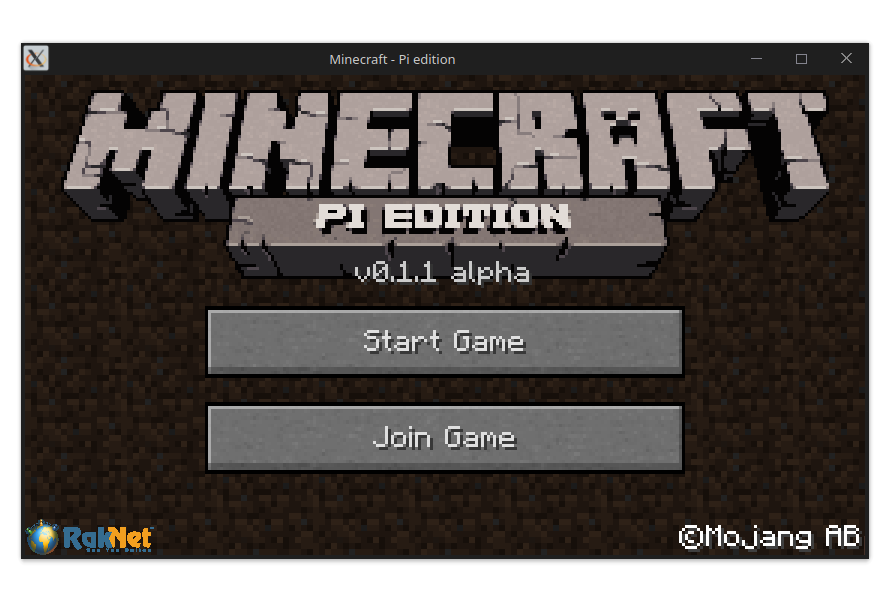 Minecraft - Pi edition
MINECRAFT
PI EDITION
v0.1.1 alpha
Start Game
Join Game
RakNet
©Mojang AB